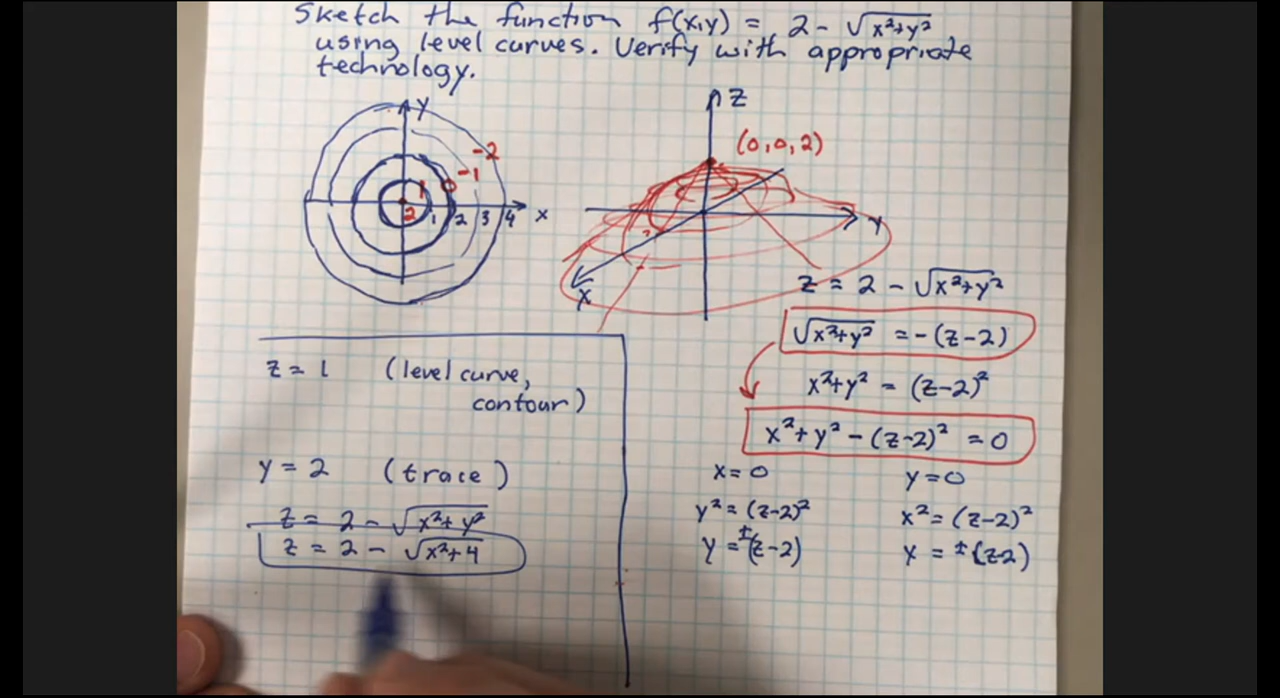 Sketch the function f(x,y) = 2 - √x²+y²
using level curves. Verify with appropriate
technology.
y
-2
-1
0
1
2
1 2 3 4 x
z
(0,0,2)
y
x
z = 2 - √x²+y²
√x²+y² = -(z-2)
x²+y² = (z-2)²
x²+y² - (z-2)² = 0
x=0
y² = (z-2)²
y = ±(z-2)
y=0
x² = (z-2)²
x = ±(z-2)
z = 1 (level curve,
contour)
y = 2 (trace)
z = 2 - √x²+y²
z = 2 - √x²+4